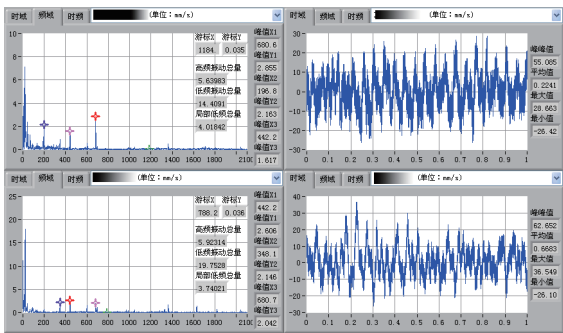 时域 频域 时频 (单位：mm/s)
游标X 游标Y
1184. 0.035
高频振动总量
5.63983
低频振动总量
14.4091
局部低频总量
4.01842
峰值X1
680.6
峰值Y1
2.855
峰值X2
196.8
峰值Y2
2.163
峰值X3
442.2
峰值Y3
1.617
10
8
6
4
2
0
0 200 400 600 800 1000 1200 1400 1600 1800 2100
时域 频域 时频 (单位：mm/s)
30
20
10
0
-10
-20
-30
0 0.1 0.2 0.3 0.4 0.5 0.6 0.7 0.8 0.9 1
峰峰值
55.085
平均值
0.2241
最大值
28.663
最小值
-26.42
时域 频域 时频 (单位：mm/s)
游标X 游标Y
788.2 0.036
高频振动总量
5.92314
低频振动总量
19.7528
局部低频总量
3.74021
峰值X1
442.2
峰值Y1
2.606
峰值X2
348.1
峰值Y2
2.146
峰值X3
680.7
峰值Y3
2.042
25
20
15
10
5
0
0 200 400 600 800 1000 1200 1400 1600 1800 2100
时域 频域 时频 (单位：mm/s)
40
30
20
10
0
-10
-20
-30
0 0.1 0.2 0.3 0.4 0.5 0.6 0.7 0.8 0.9 1
峰峰值
62.652
平均值
0.6683
最大值
36.549
最小值
-26.10